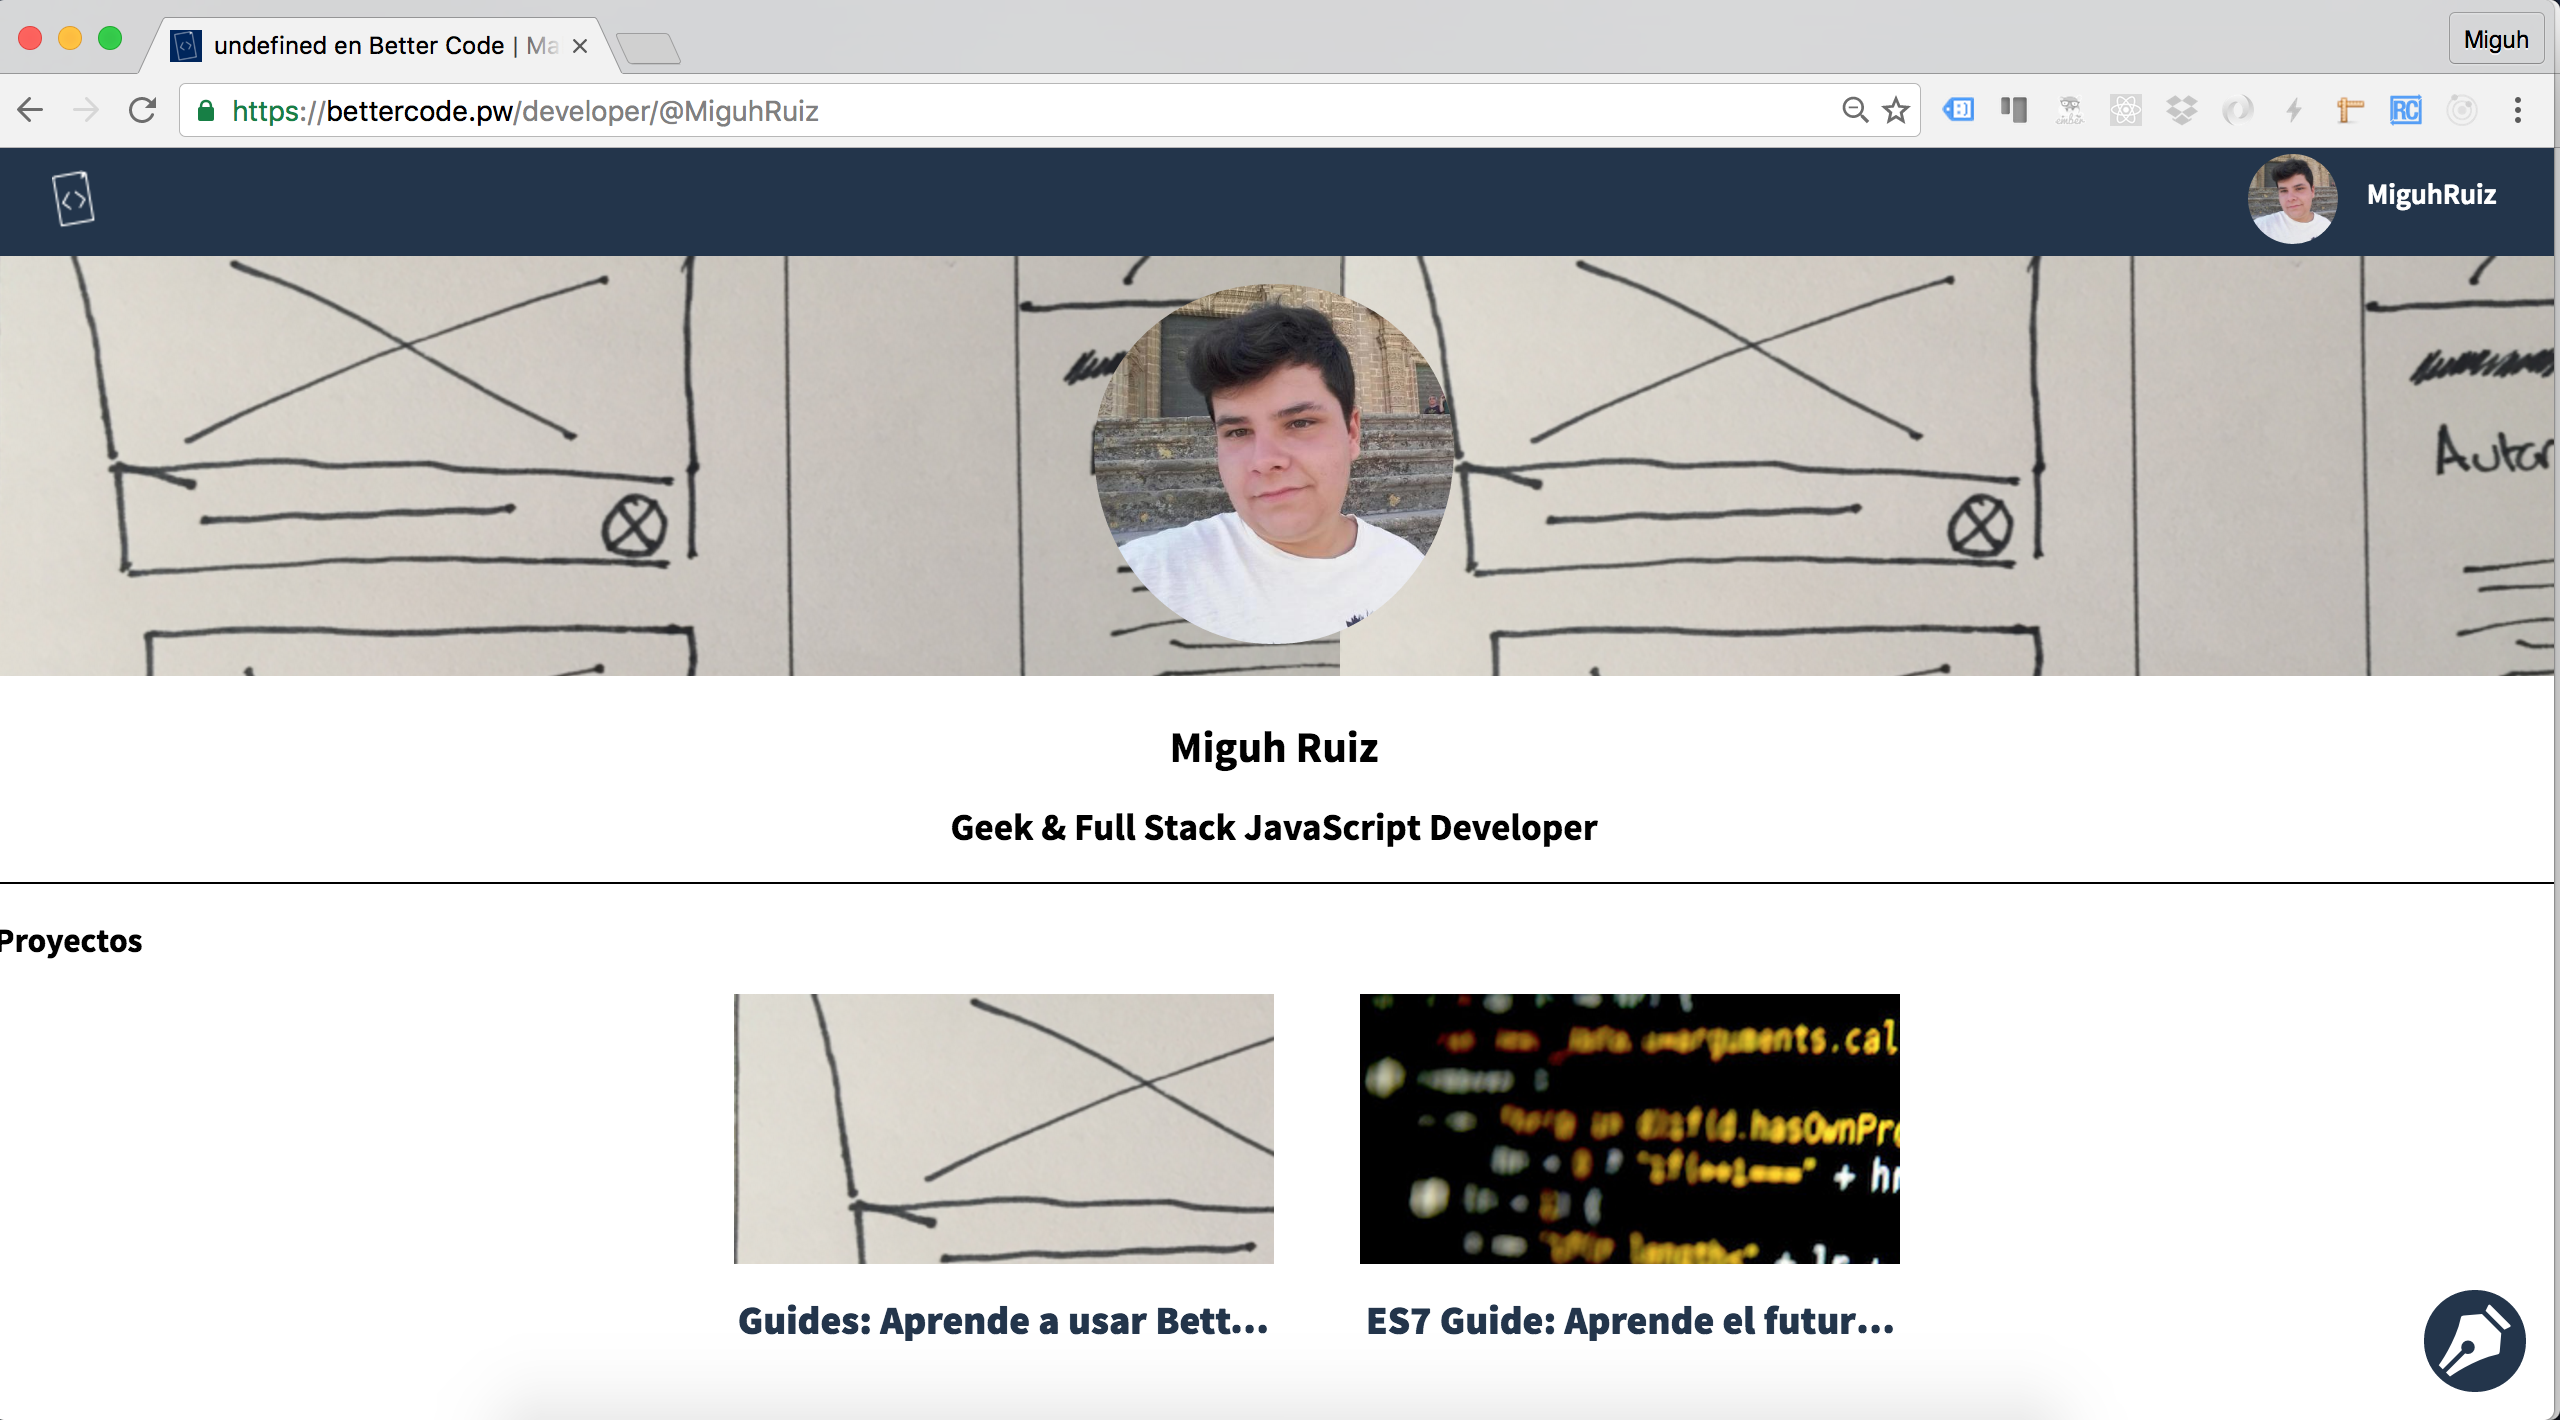 undefined en Better Code | Ma
Miguh
https://bettercode.pw/developer/@MiguhRuiz
RC
MiguhRuiz
Autor
Miguh Ruiz
Geek & Full Stack JavaScript Developer
Proyectos
arguments.cal
hasOwnPr
+ h
Guides: Aprende a usar Bett...
ES7 Guide: Aprende el futur...